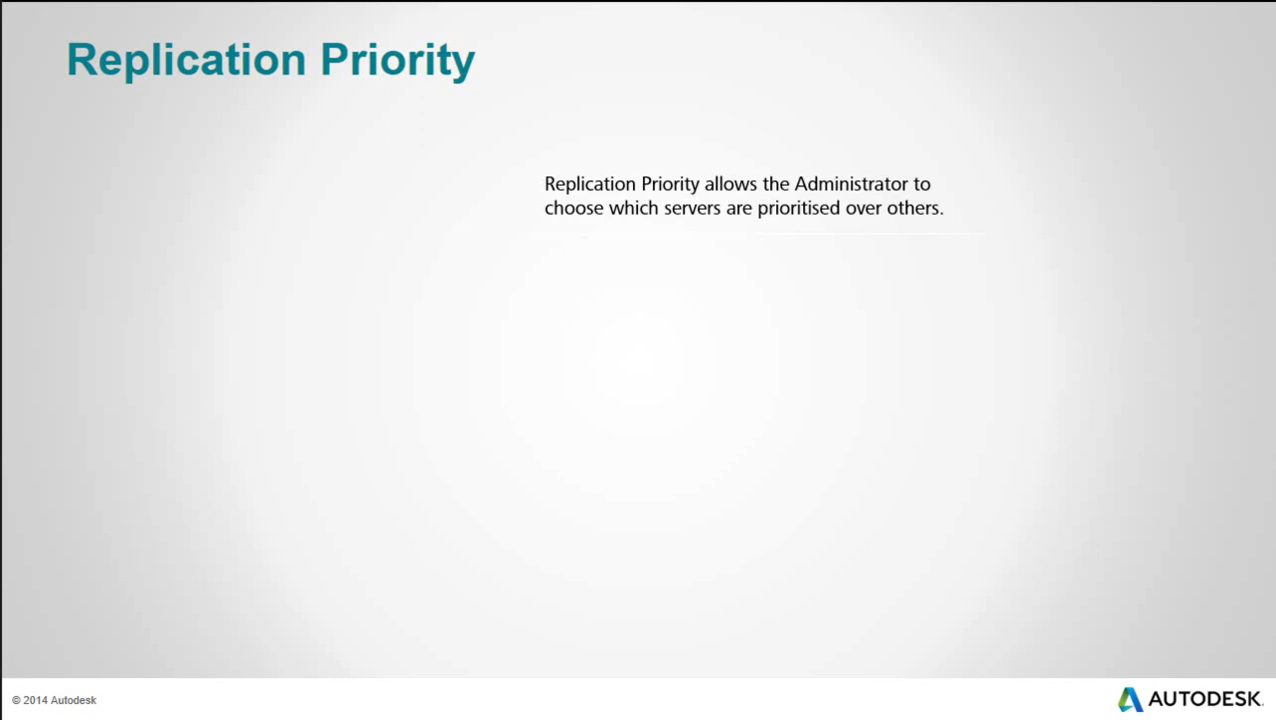 Replication Priority
Replication Priority allows the Administrator to
choose which servers are prioritised over others.
© 2014 Autodesk
AUTODESK.